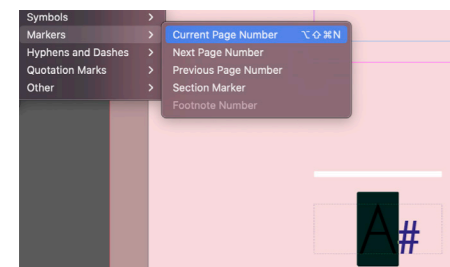 Symbols
Markers
Hyphens and Dashes
Quotation Marks
Other
Current Page Number ⌥⇧⌘N
Next Page Number
Previous Page Number
Section Marker
Footnote Number
A#